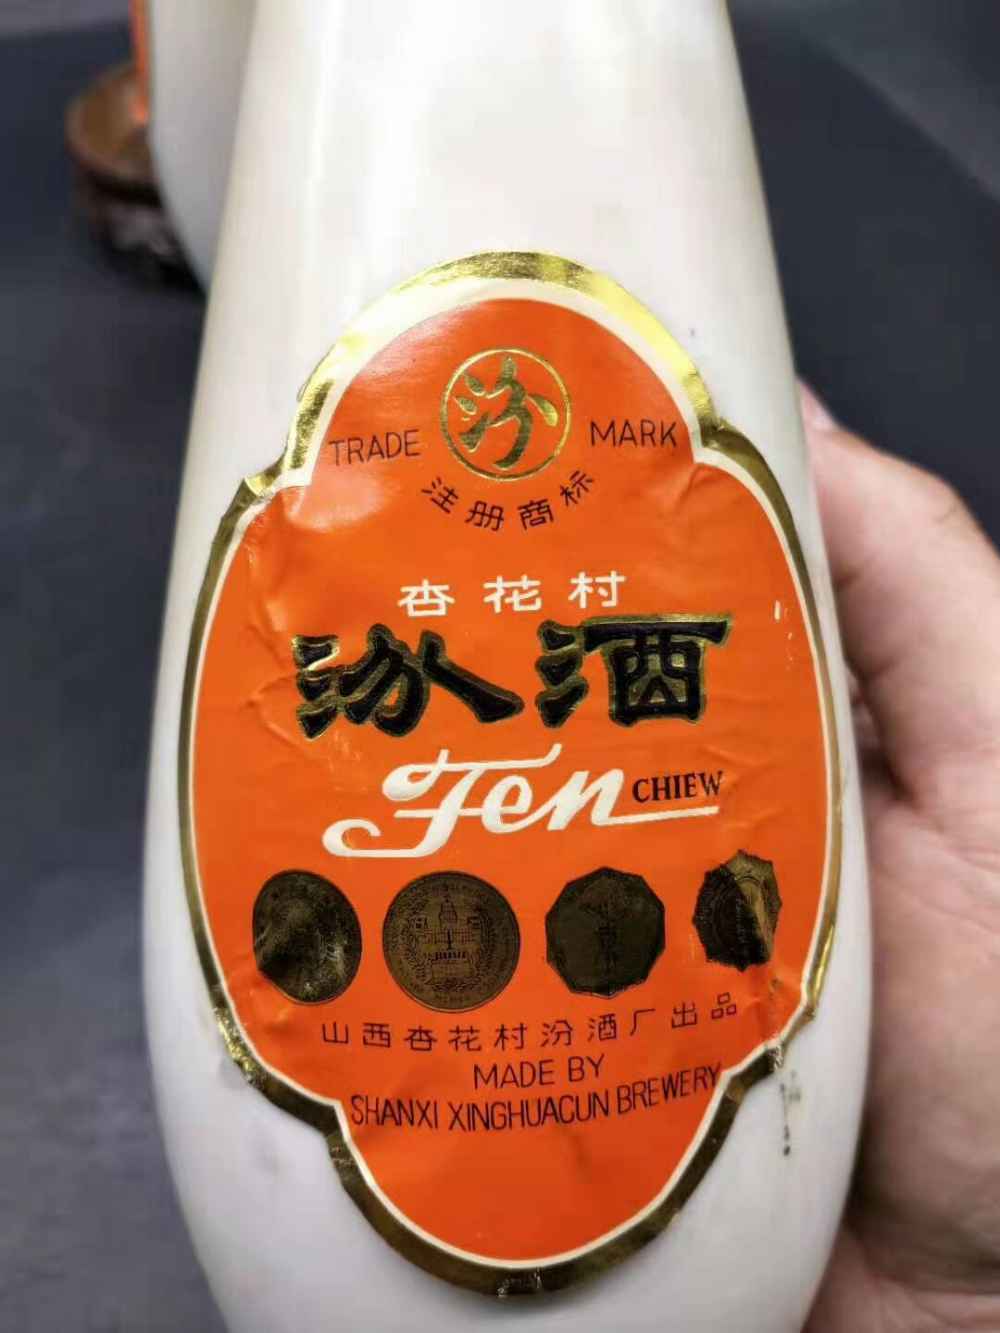 汾
TRADE MARK
注册商标
杏花村
汾酒
Fen CHIEW
山西杏花村汾酒厂出品
MADE BY
SHANXI XINGHUACUN BREWERY